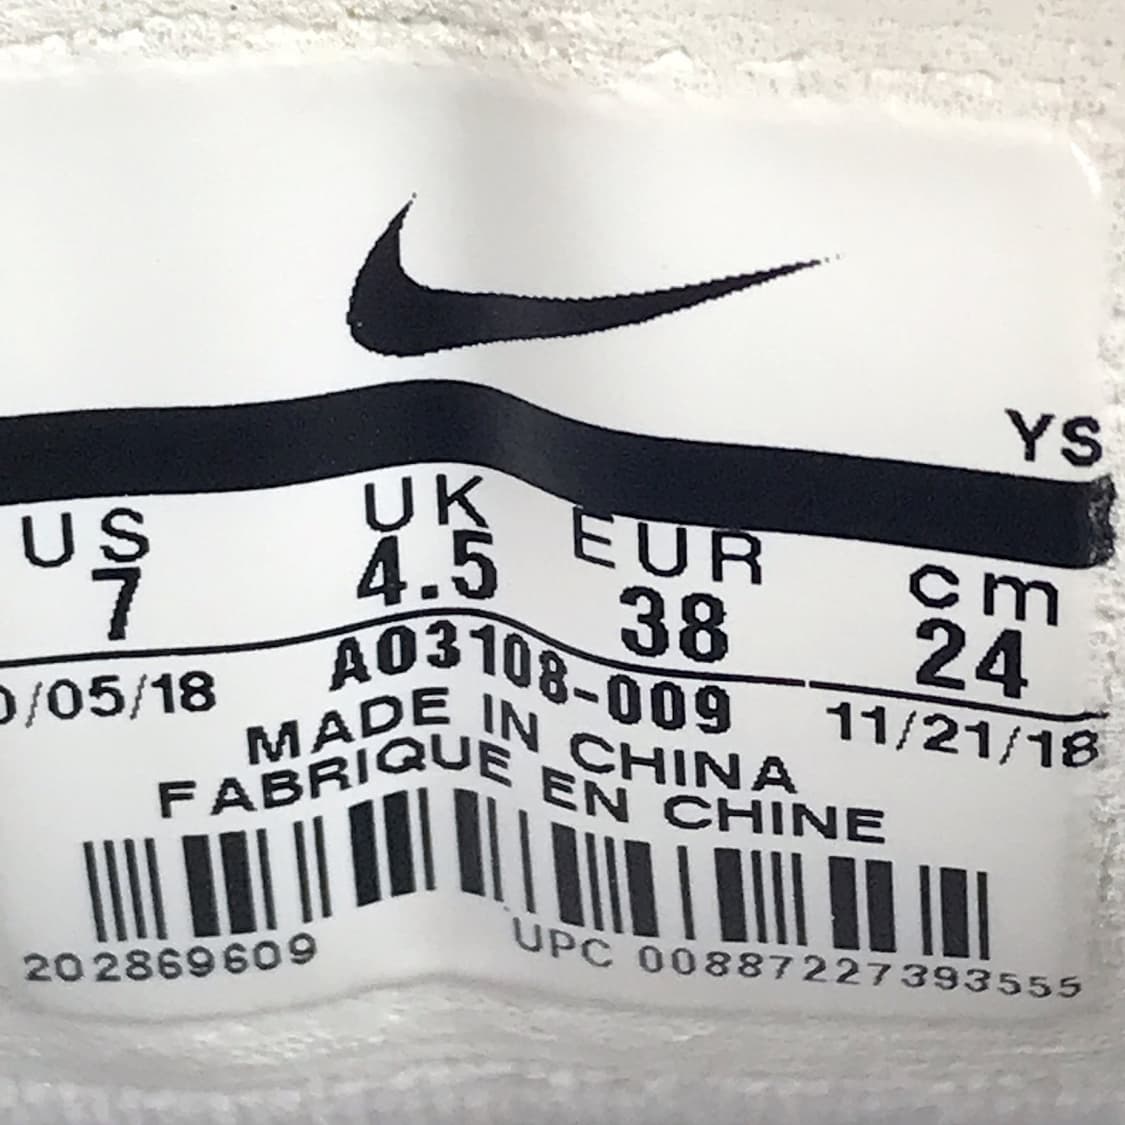 YS
US UK EUR cm
7 4.5 38 24
/05/18 AO3108-009 11/21/18
MADE IN CHINA
FABRIQUE EN CHINE
202869609 UPC 00887227393555